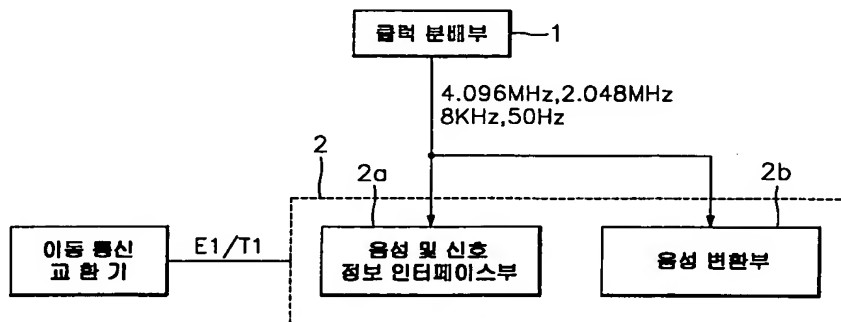 클럭 분배부
1
4.096MHz,2.048MHz
8KHz,50Hz
2
2a
2b
이동 통신
교 환 기
E1/T1
음성 및 신호
정보 인터페이스부
음성 변환부